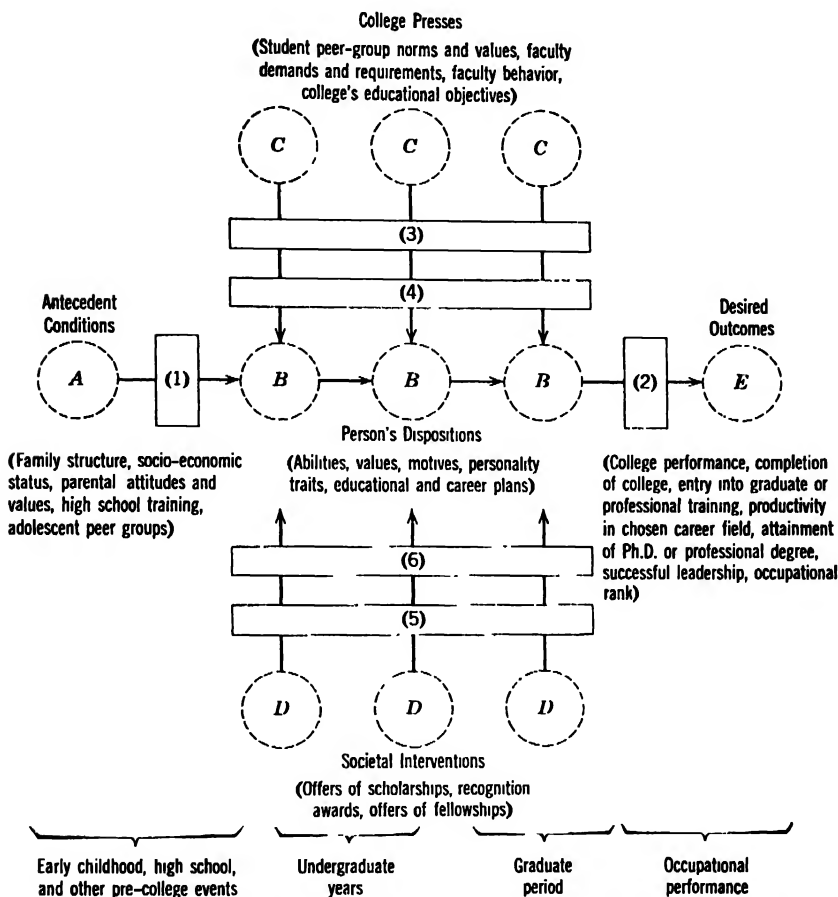 College Presses
(Student peer-group norms and values, faculty
demands and requirements, faculty behavior,
college's educational objectives)
C C C
(3)
(4)
Antecedent
Conditions
Desired
Outcomes
A (1) B B B (2) E
Person's Dispositions
(Family structure, socio-economic
status, parental attitudes and
values, high school training,
adolescent peer groups)
(Abilities, values, motives, personality
traits, educational and career plans)
(College performance, completion
of college, entry into graduate or
professional training, productivity
in chosen career field, attainment
of Ph.D. or professional degree,
successful leadership, occupational
rank)
(6)
(5)
D D D
Societal Interventions
(Offers of scholarships, recognition
awards, offers of fellowships)
Early childhood, high school,
and other pre-college events
Undergraduate
years
Graduate
period
Occupational
performance